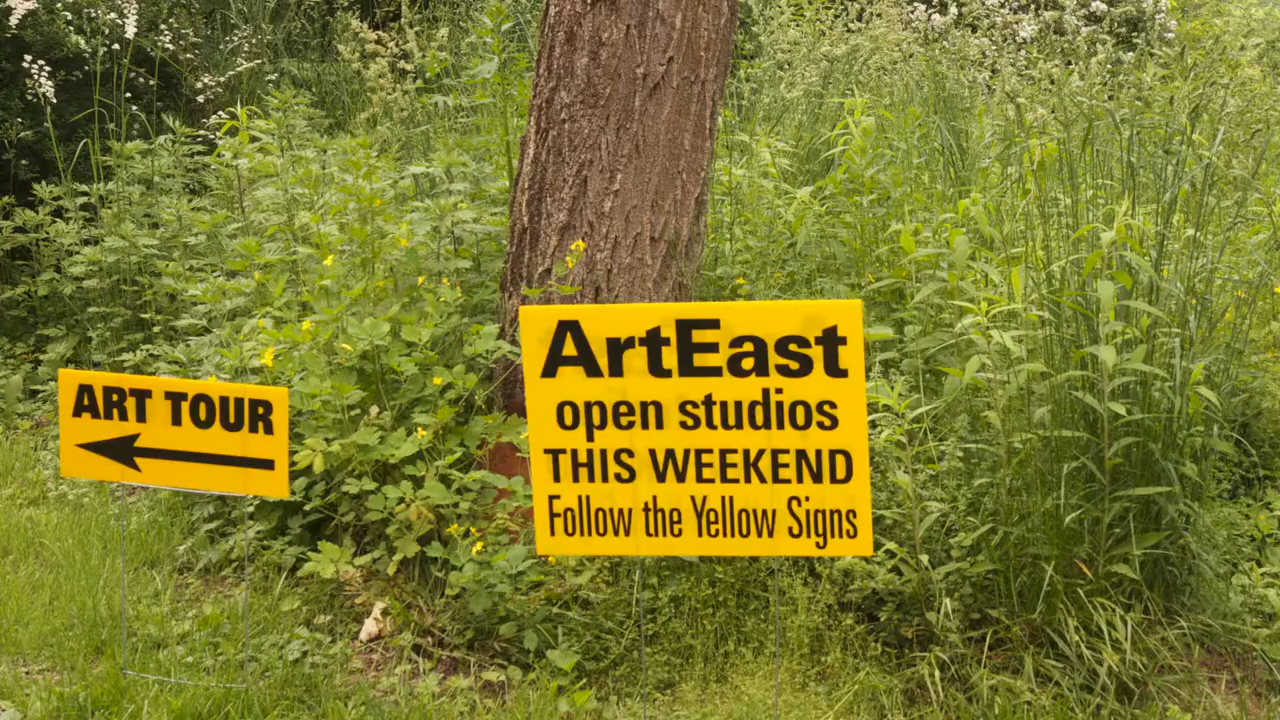 ART TOUR
ArtEast
open studios
THIS WEEKEND
Follow the Yellow Signs